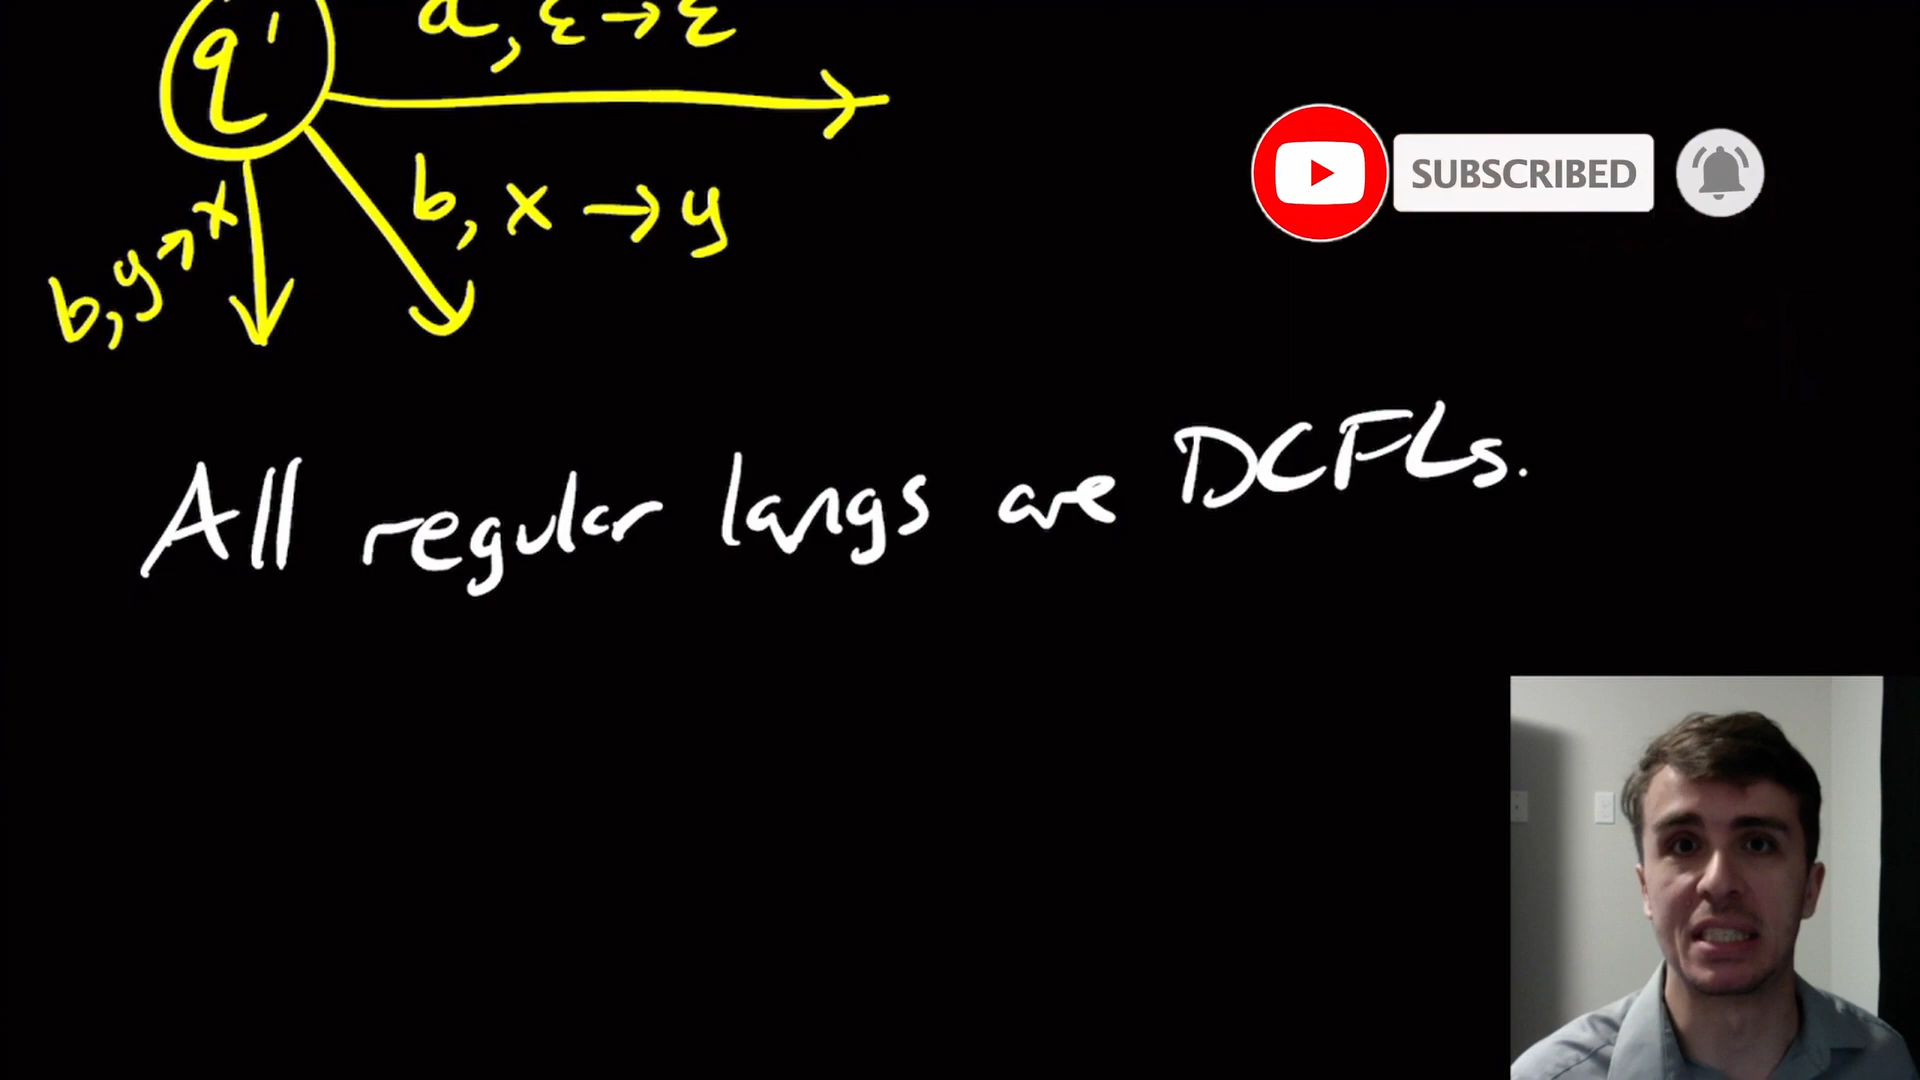 q'
a, ε → ε
b, x → y
b, y → x
SUBSCRIBED
All regular langs are DCFLs.